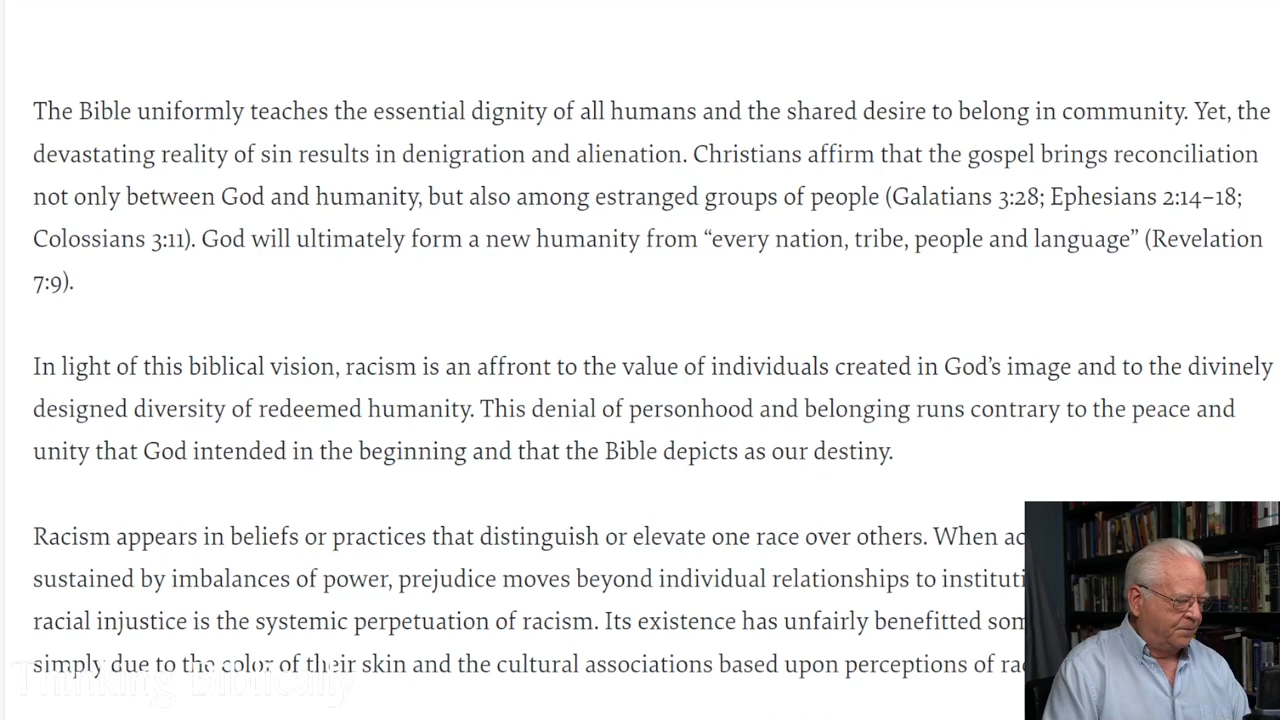 The Bible uniformly teaches the essential dignity of all humans and the shared desire to belong in community. Yet, the
devastating reality of sin results in denigration and alienation. Christians affirm that the gospel brings reconciliation
not only between God and humanity, but also among estranged groups of people (Galatians 3:28; Ephesians 2:14–18;
Colossians 3:11). God will ultimately form a new humanity from “every nation, tribe, people and language” (Revelation
7:9).
In light of this biblical vision, racism is an affront to the value of individuals created in God’s image and to the divinely
designed diversity of redeemed humanity. This denial of personhood and belonging runs contrary to the peace and
unity that God intended in the beginning and that the Bible depicts as our destiny.
Racism appears in beliefs or practices that distinguish or elevate one race over others. When
sustained by imbalances of power, prejudice moves beyond individual relationships to
racial injustice is the systemic perpetuation of racism. Its existence has unfairly benefitted
simply due to the color of their skin and the cultural associations based upon perceptions of
Thinking Biblically